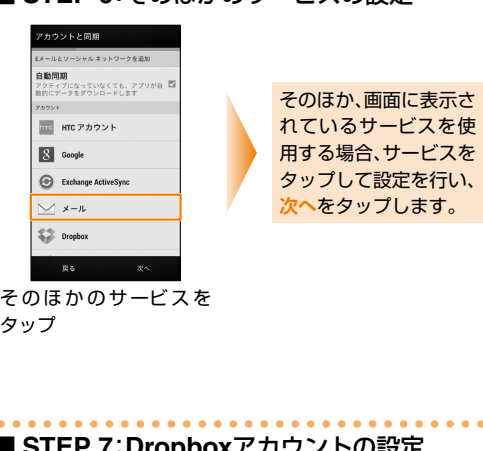 ■ STEP 6：そのほかのサービスの設定
アカウントと同期
Eメールとソーシャル ネットワークを追加
自動同期
アクティブになっていなくても、アプリが自
動的にデータをダウンロードします
アカウント
HTC アカウント
Google
Exchange ActiveSync
メール
Dropbox
戻る 次へ
そのほかのサービスを
タップ
そのほか、画面に表示さ
れているサービスを使
用する場合、サービスを
タップして設定を行い、
次へをタップします。
■ STEP 7：Dropboxアカウントの設定